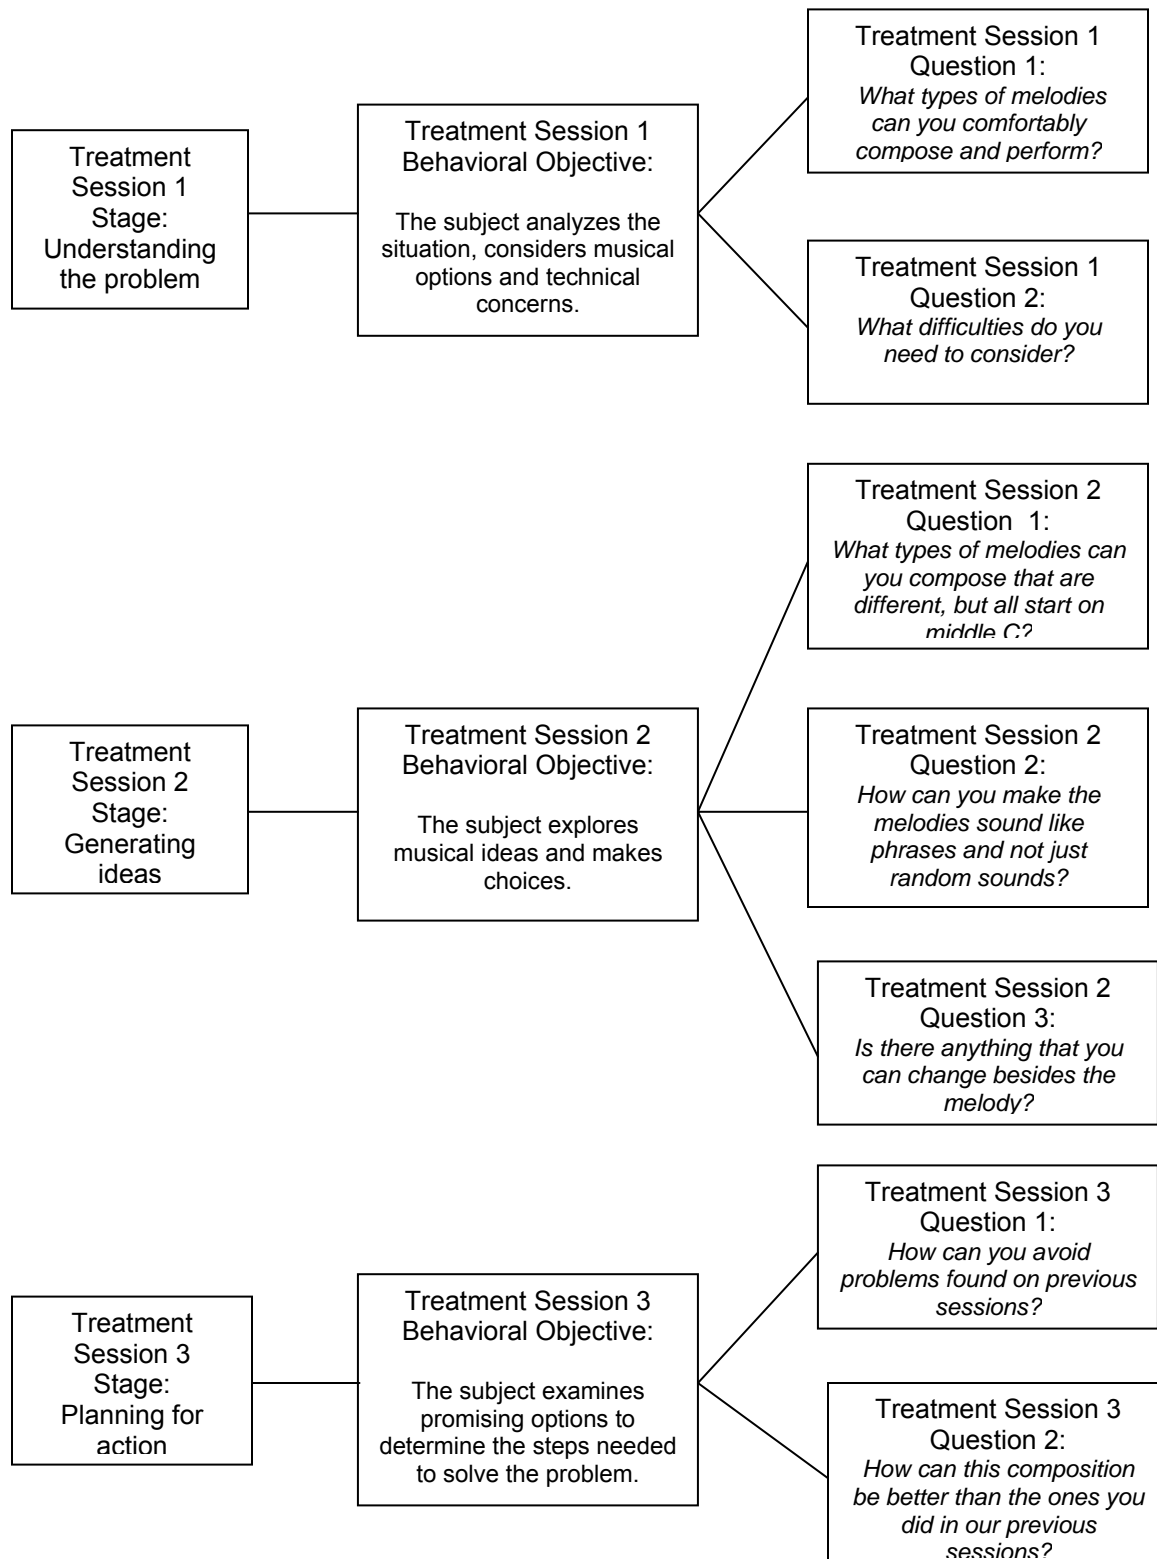 Treatment
Session 1
Stage:
Understanding
the problem
Treatment Session 1
Behavioral Objective:
The subject analyzes the
situation, considers musical
options and technical
concerns.
Treatment Session 1
Question 1:
What types of melodies
can you comfortably
compose and perform?
Treatment Session 1
Question 2:
What difficulties do you
need to consider?
Treatment
Session 2
Stage:
Generating
ideas
Treatment Session 2
Behavioral Objective:
The subject explores
musical ideas and makes
choices.
Treatment Session 2
Question 1:
What types of melodies can
you compose that are
different, but all start on
middle C?
Treatment Session 2
Question 2:
How can you make the
melodies sound like
phrases and not just
random sounds?
Treatment Session 2
Question 3:
Is there anything that you
can change besides the
melody?
Treatment
Session 3
Stage:
Planning for
action
Treatment Session 3
Behavioral Objective:
The subject examines
promising options to
determine the steps needed
to solve the problem.
Treatment Session 3
Question 1:
How can you avoid
problems found on previous
sessions?
Treatment Session 3
Question 2:
How can this composition
be better than the ones you
did in our previous
sessions?